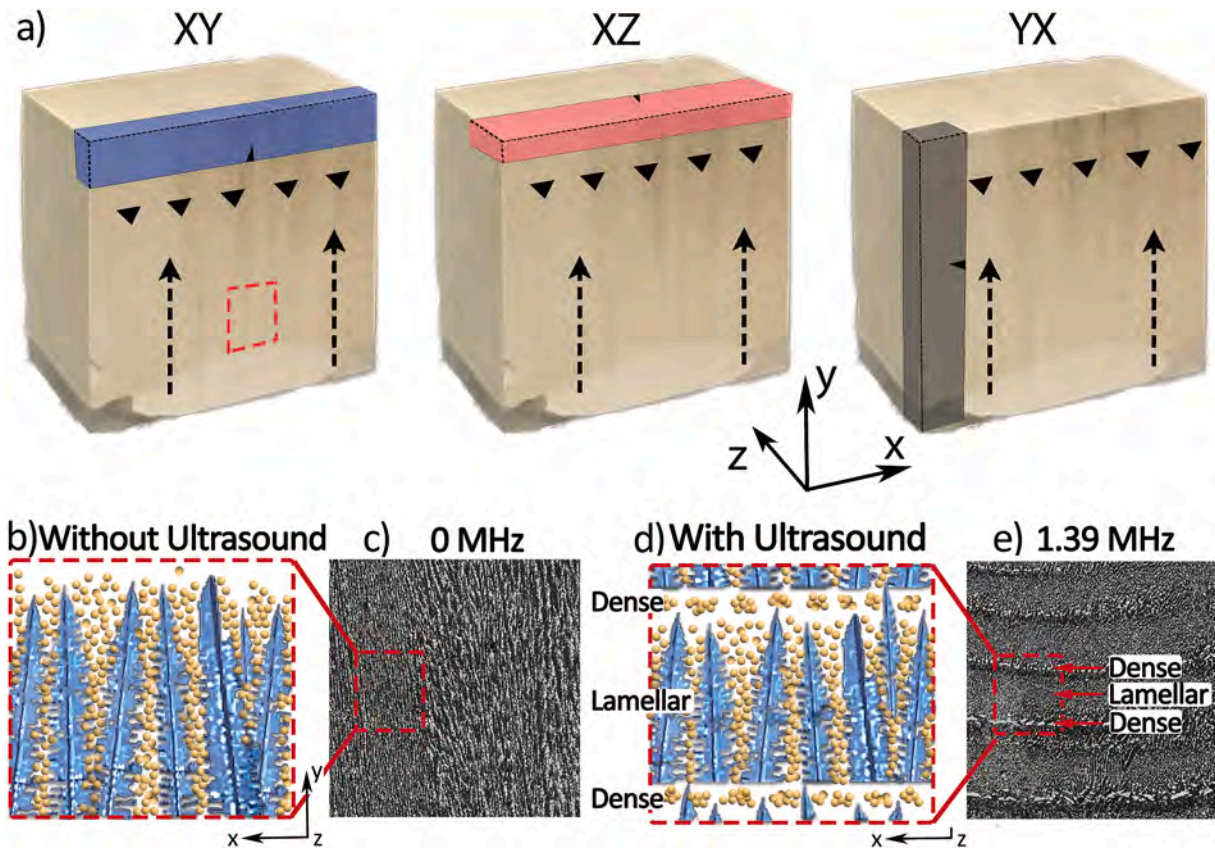 a)
XY
XZ
YX
y
z
x
b) Without Ultrasound
c) 0 MHz
d) With Ultrasound
e) 1.39 MHz
Dense
Lamellar
Dense
Dense
Lamellar
Dense
y
x
z
x
z